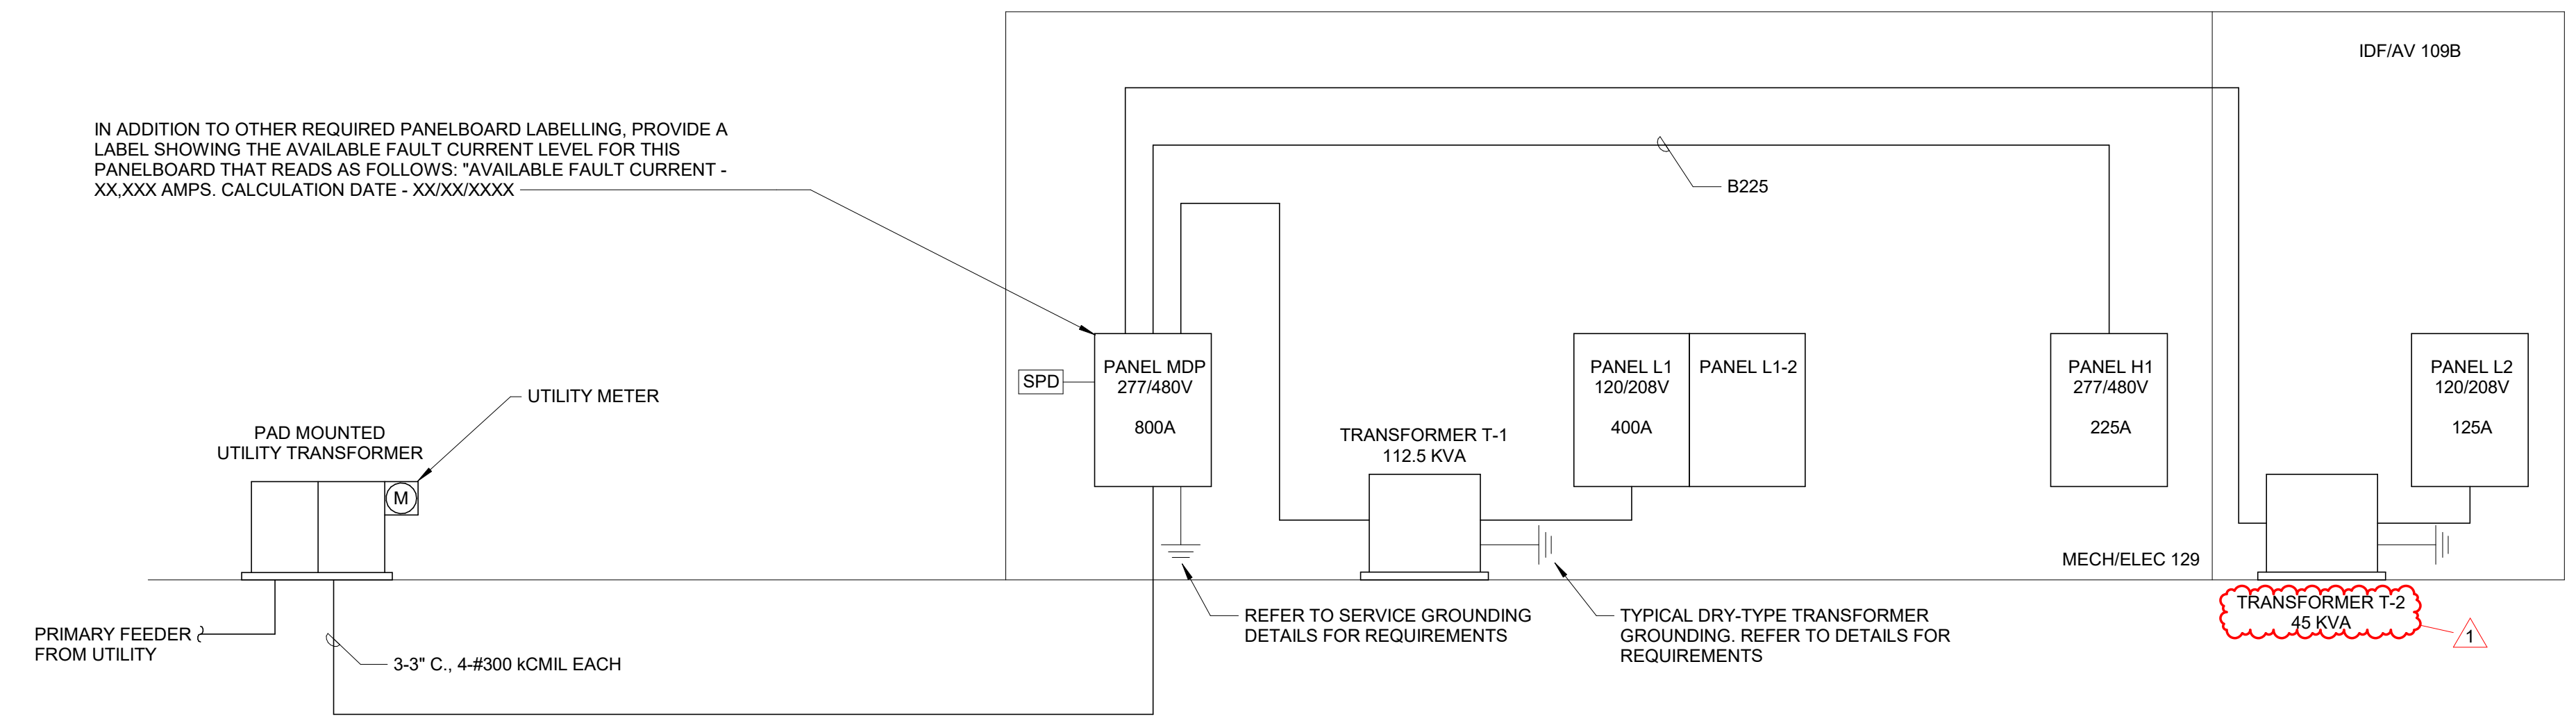 IDF/AV 109B
IN ADDITION TO OTHER REQUIRED PANELBOARD LABELLING, PROVIDE A
LABEL SHOWING THE AVAILABLE FAULT CURRENT LEVEL FOR THIS
PANELBOARD THAT READS AS FOLLOWS: "AVAILABLE FAULT CURRENT -
XX,XXX AMPS. CALCULATION DATE - XX/XX/XXXX
B225
SPD
PANEL MDP
277/480V
800A
PANEL L1
120/208V
400A
PANEL L1-2
PANEL H1
277/480V
225A
PANEL L2
120/208V
125A
UTILITY METER
PAD MOUNTED
UTILITY TRANSFORMER
M
TRANSFORMER T-1
112.5 KVA
MECH/ELEC 129
TRANSFORMER T-2
45 KVA
1
REFER TO SERVICE GROUNDING
DETAILS FOR REQUIREMENTS
TYPICAL DRY-TYPE TRANSFORMER
GROUNDING. REFER TO DETAILS FOR
REQUIREMENTS
PRIMARY FEEDER
FROM UTILITY
3-3" C., 4-#300 kCMIL EACH